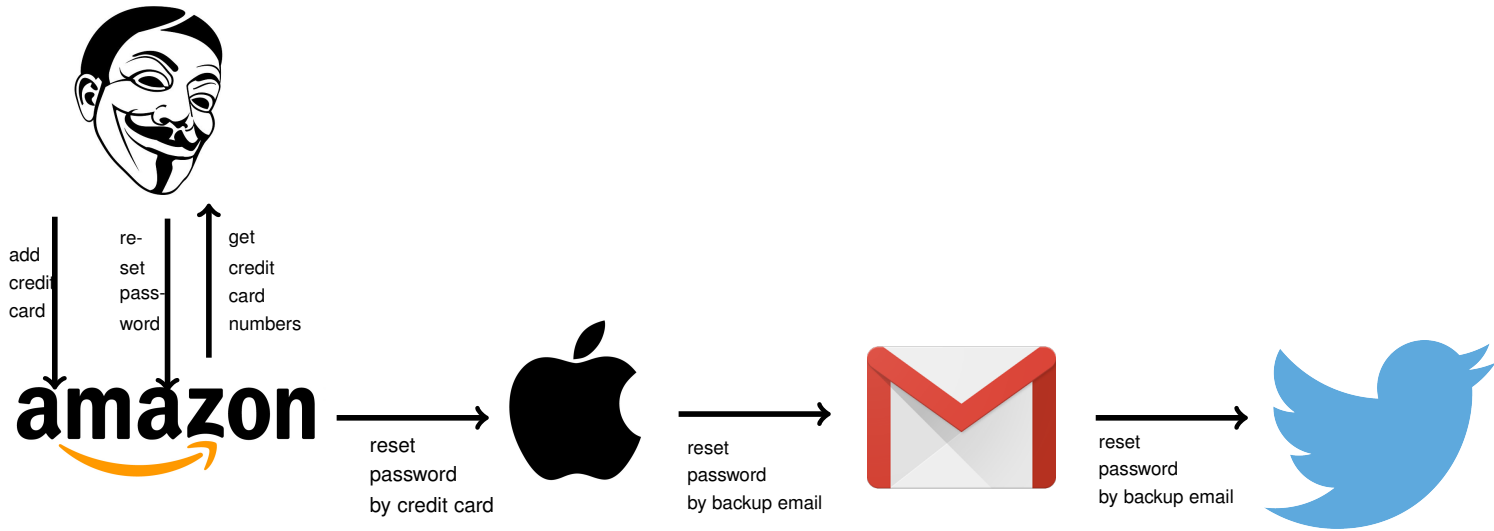 add
credit
card
re-
set
pass-
word
get
credit
card
numbers
amazon
reset
password
by credit card
reset
password
by backup email
reset
password
by backup email